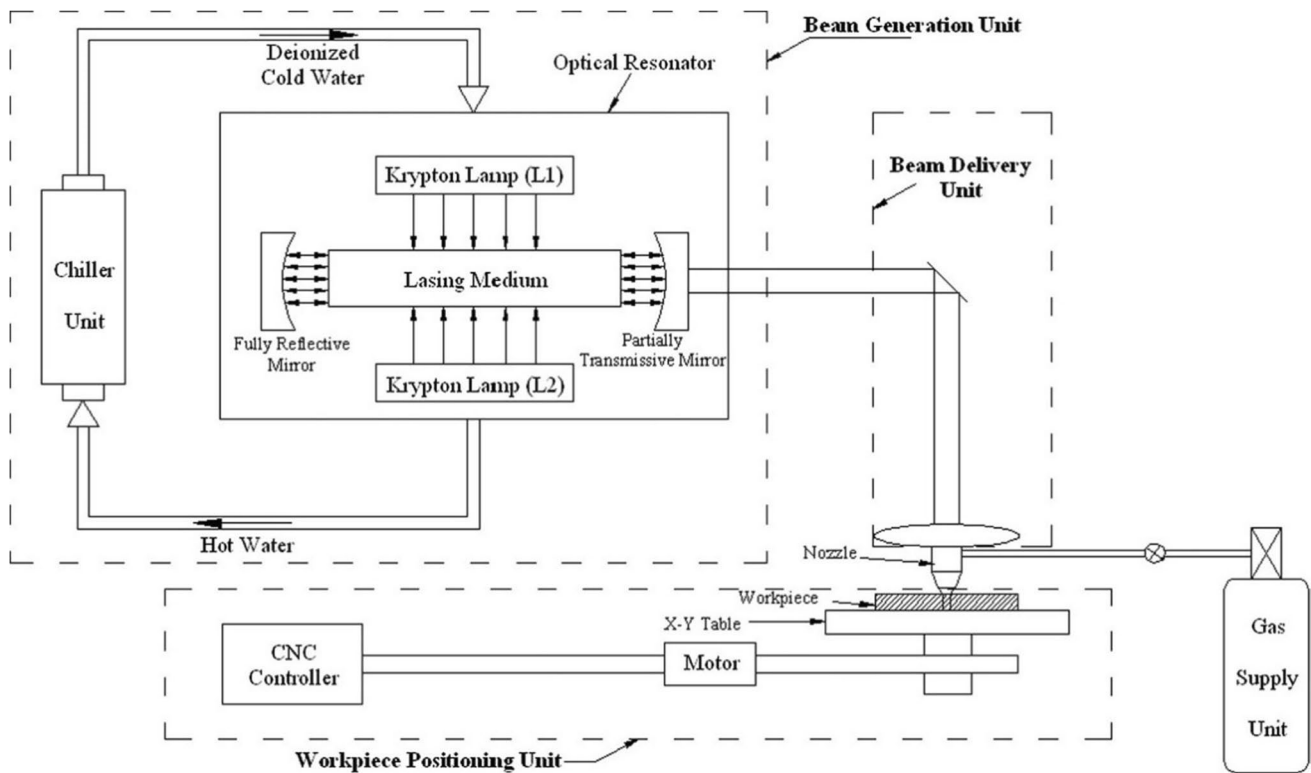 Beam Generation Unit
Deionized
Cold Water
Optical Resonator
Krypton Lamp (L1)
Beam Delivery
Unit
Chiller
Unit
Lasing Medium
Fully Reflective
Mirror
Partially
Transmissive Mirror
Krypton Lamp (L2)
Hot Water
Nozzle
Workpiece
X-Y Table
CNC
Controller
Motor
Gas
Supply
Unit
Workpiece Positioning Unit